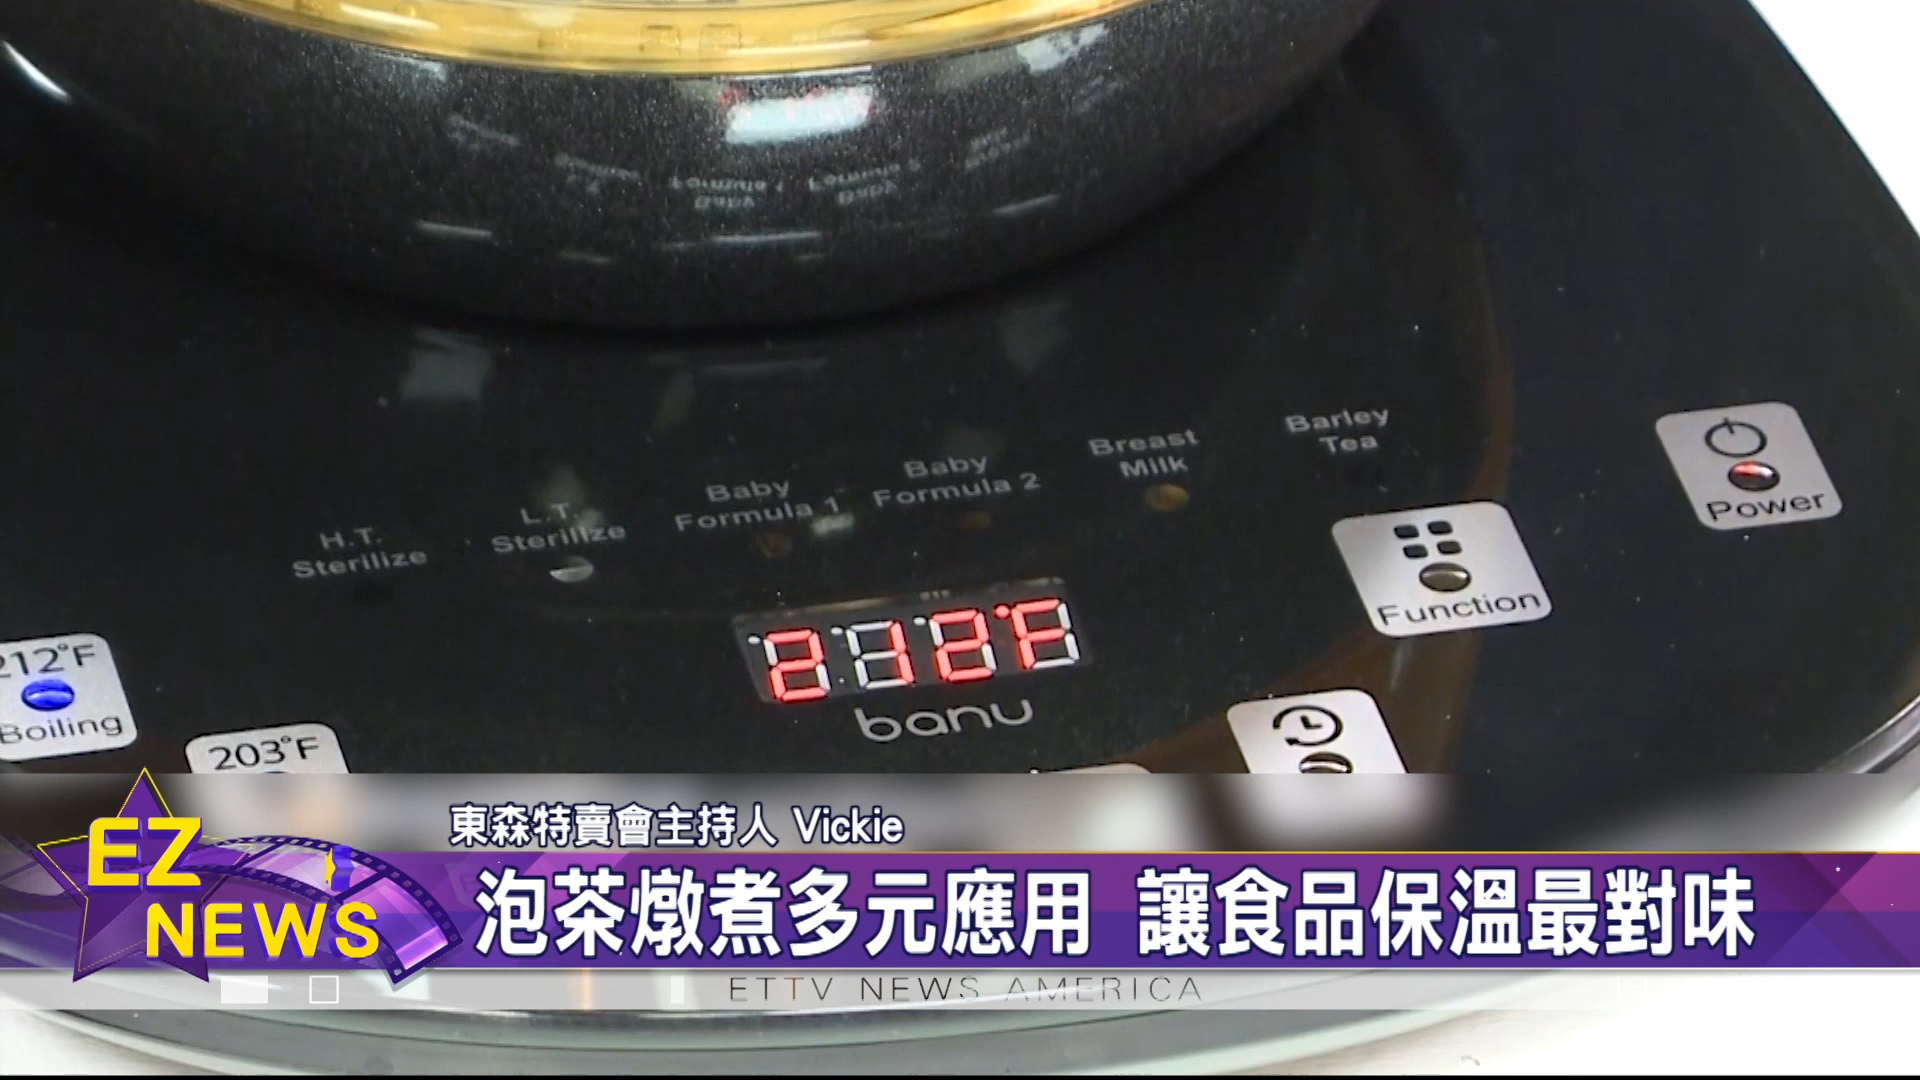 H.T.
Sterilize
L.T.
Sterilize
Baby
Formula 1
Baby
Formula 2
Breast
Milk
Barley
Tea
Power
Function
212°F
banu
212°F
Boiling
203°F
東森特賣會主持人 Vickie
EZ
NEWS
泡茶燉煮多元應用 讓食品保溫最對味
ETTV NEWS AMERICA